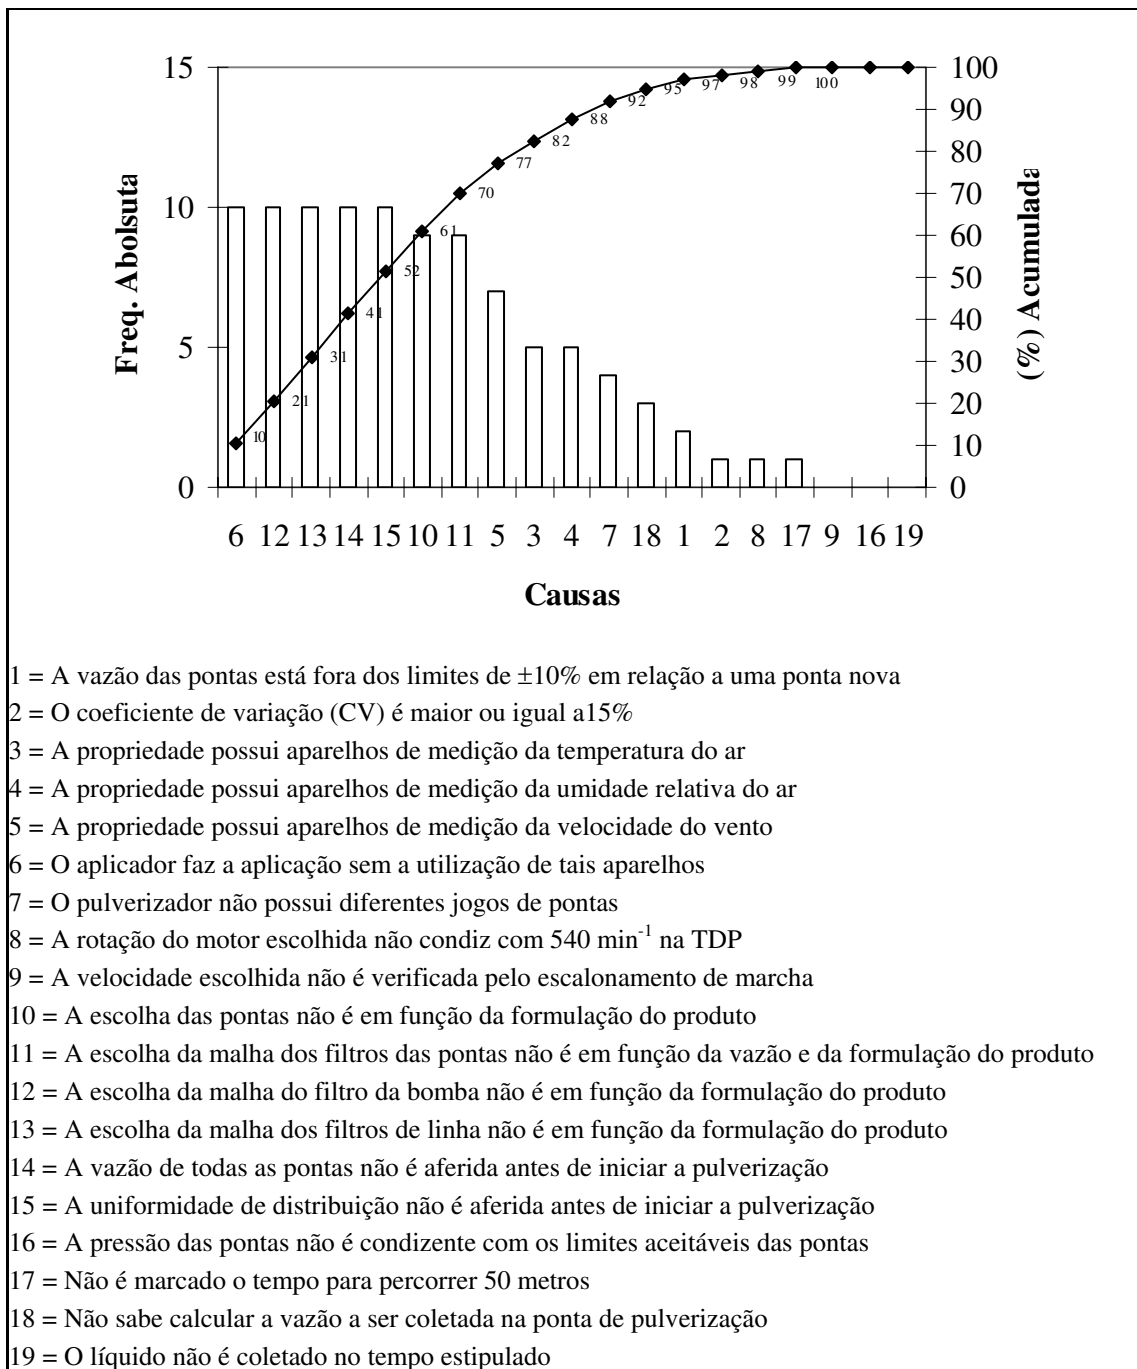 15
10
5
0
Freq. Abolsuta
100
90
80
70
60
50
40
30
20
10
0
(%) Acumulada
10
21
31
41
52
61
70
77
82
88
92
95
97
98
99
100
6 12 13 14 15 10 11 5 3 4 7 18 1 2 8 17 9 16 19
Causas
1 = A vazão das pontas está fora dos limites de ±10% em relação a uma ponta nova
2 = O coeficiente de variação (CV) é maior ou igual a15%
3 = A propriedade possui aparelhos de medição da temperatura do ar
4 = A propriedade possui aparelhos de medição da umidade relativa do ar
5 = A propriedade possui aparelhos de medição da velocidade do vento
6 = O aplicador faz a aplicação sem a utilização de tais aparelhos
7 = O pulverizador não possui diferentes jogos de pontas
8 = A rotação do motor escolhida não condiz com 540 min⁻¹ na TDP
9 = A velocidade escolhida não é verificada pelo escalonamento de marcha
10 = A escolha das pontas não é em função da formulação do produto
11 = A escolha da malha dos filtros das pontas não é em função da vazão e da formulação do produto
12 = A escolha da malha do filtro da bomba não é em função da formulação do produto
13 = A escolha da malha dos filtros de linha não é em função da formulação do produto
14 = A vazão de todas as pontas não é aferida antes de iniciar a pulverização
15 = A uniformidade de distribuição não é aferida antes de iniciar a pulverização
16 = A pressão das pontas não é condizente com os limites aceitáveis das pontas
17 = Não é marcado o tempo para percorrer 50 metros
18 = Não sabe calcular a vazão a ser coletada na ponta de pulverização
19 = O líquido não é coletado no tempo estipulado